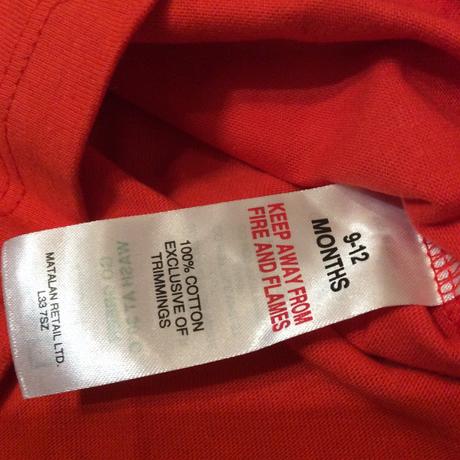 9-12
MONTHS
KEEP AWAY FROM
FIRE AND FLAMES
100% COTTON
EXCLUSIVE OF
TRIMMINGS
MATALAN RETAIL LTD.
L33 7SZ